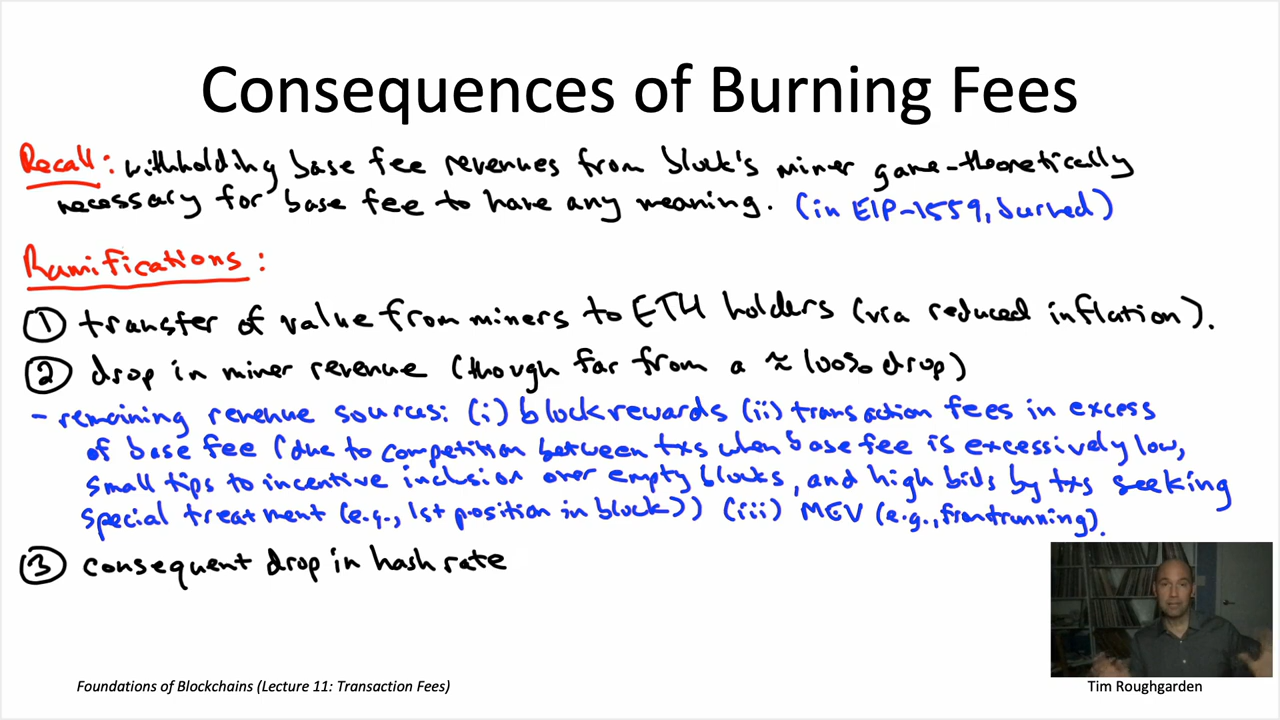 Consequences of Burning Fees
Recall: withholding base fee revenues from block's miner game-theoretically
necessary for base fee to have any meaning. (in EIP-1559, burned)
Ramifications:
① transfer of value from miners to ETH holders (via reduced inflation).
② drop in miner revenue (though far from a ≈ 100% drop)
- remaining revenue sources: (i) block rewards (ii) transaction fees in excess
of base fee (due to competition between txs when base fee is excessively low,
small tips to incentive inclusion over empty blocks, and high bids by txs seeking
special treatment (e.g., 1st position in block)) (iii) MEV (e.g., frontrunning).
③ consequent drop in hash rate
Foundations of Blockchains (Lecture 11: Transaction Fees)
Tim Roughgarden